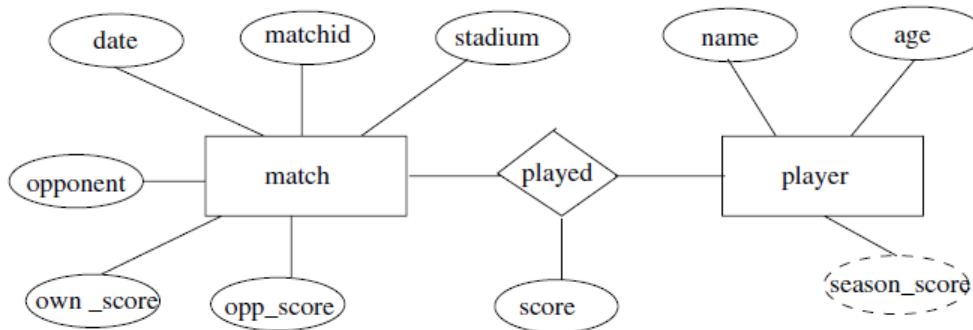 date
matchid
stadium
name
age
opponent
match
played
player
own _score
opp_score
score
season_score